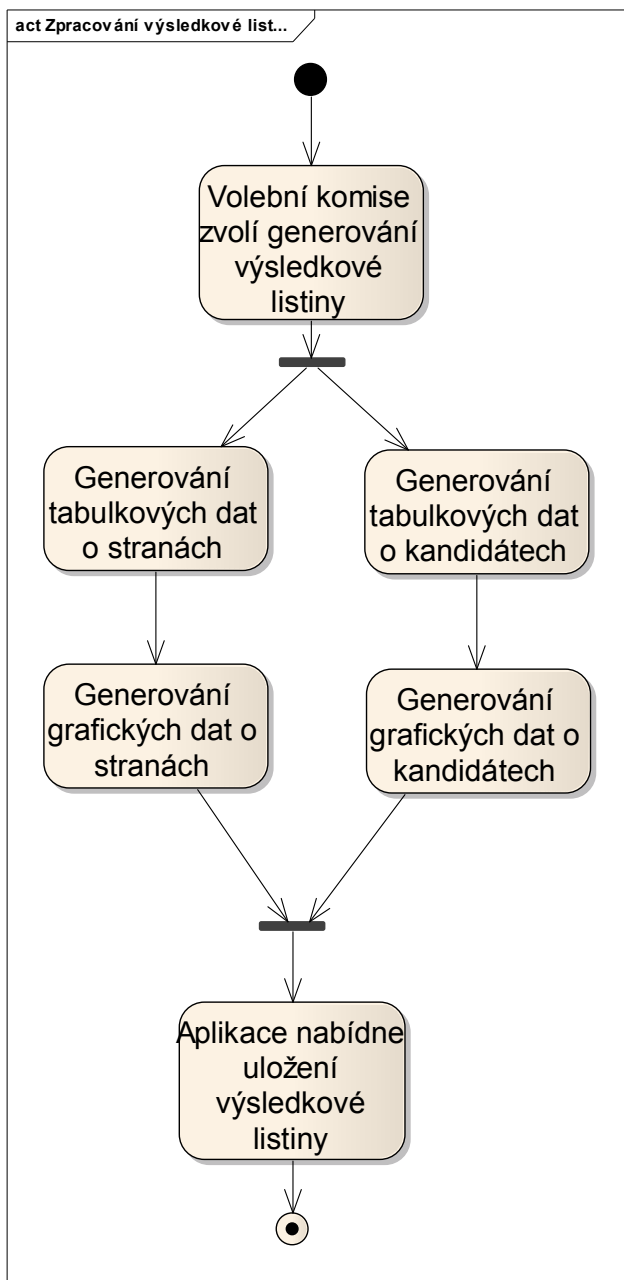 act Zpracování výsledkové list...
Volební komise
zvolí generování
výsledkové
listiny
Generování
tabulkových dat
o stranách
Generování
tabulkových dat
o kandidátech
Generování
grafických dat o
stranách
Generování
grafických dat o
kandidátech
Aplikace nabídne
uložení
výsledkové
listiny